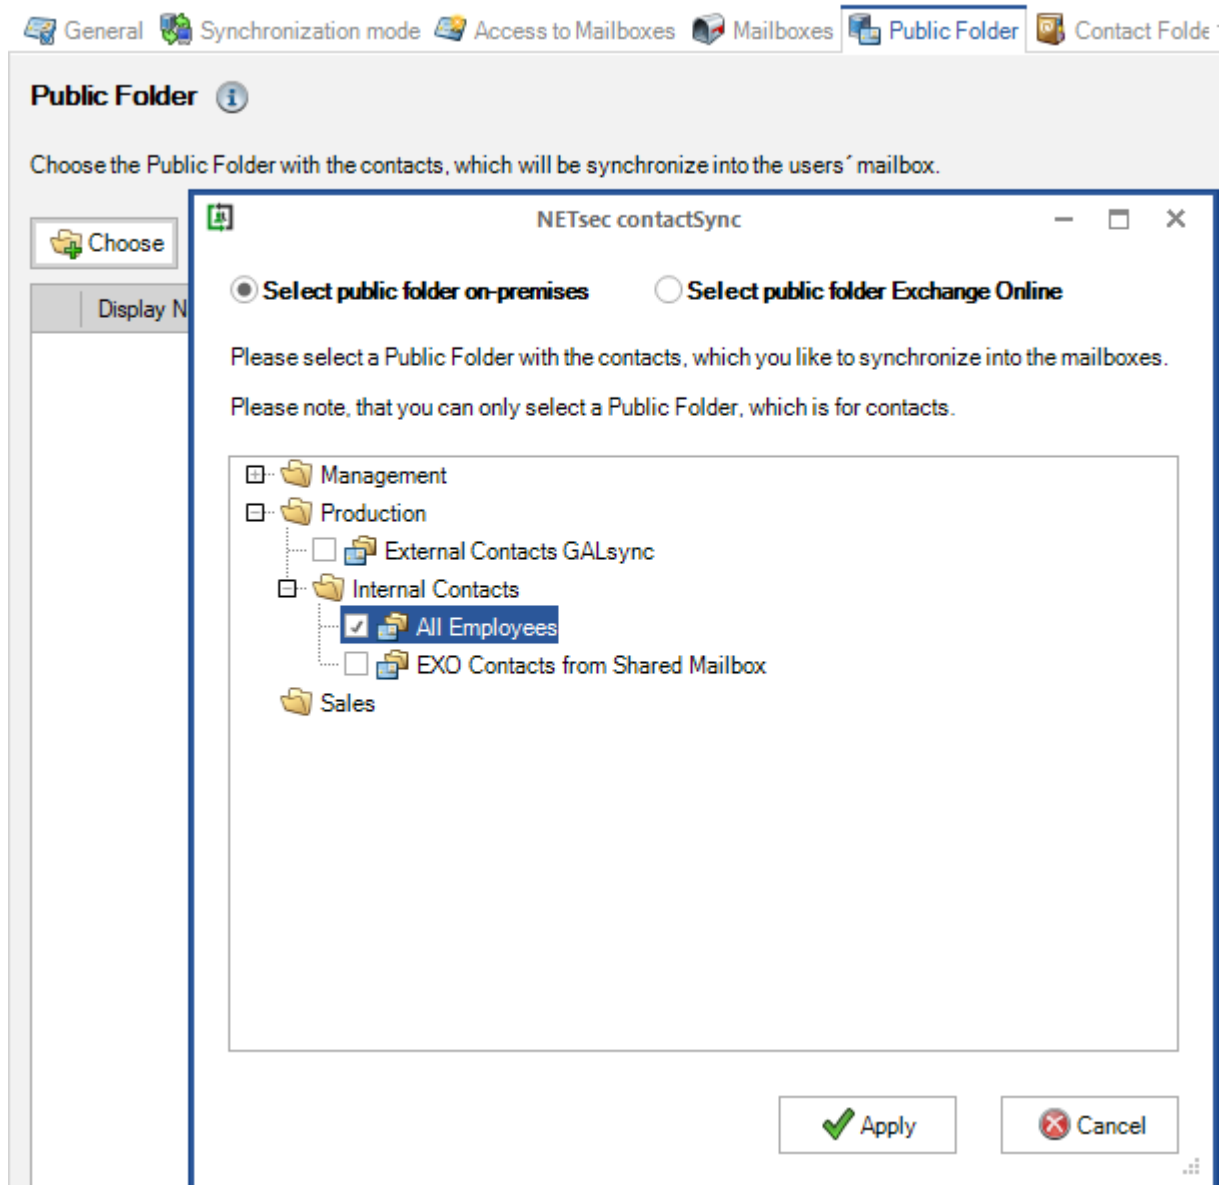 General Synchronization mode Access to Mailboxes Mailboxes Public Folder Contact Folde
Public Folder
Choose the Public Folder with the contacts, which will be synchronize into the users´ mailbox.
Choose
Display N
NETsec contactSync
Select public folder on-premises Select public folder Exchange Online
Please select a Public Folder with the contacts, which you like to synchronize into the mailboxes.
Please note, that you can only select a Public Folder, which is for contacts.
Management
Production
External Contacts GALsync
Internal Contacts
All Employees
EXO Contacts from Shared Mailbox
Sales
Apply Cancel